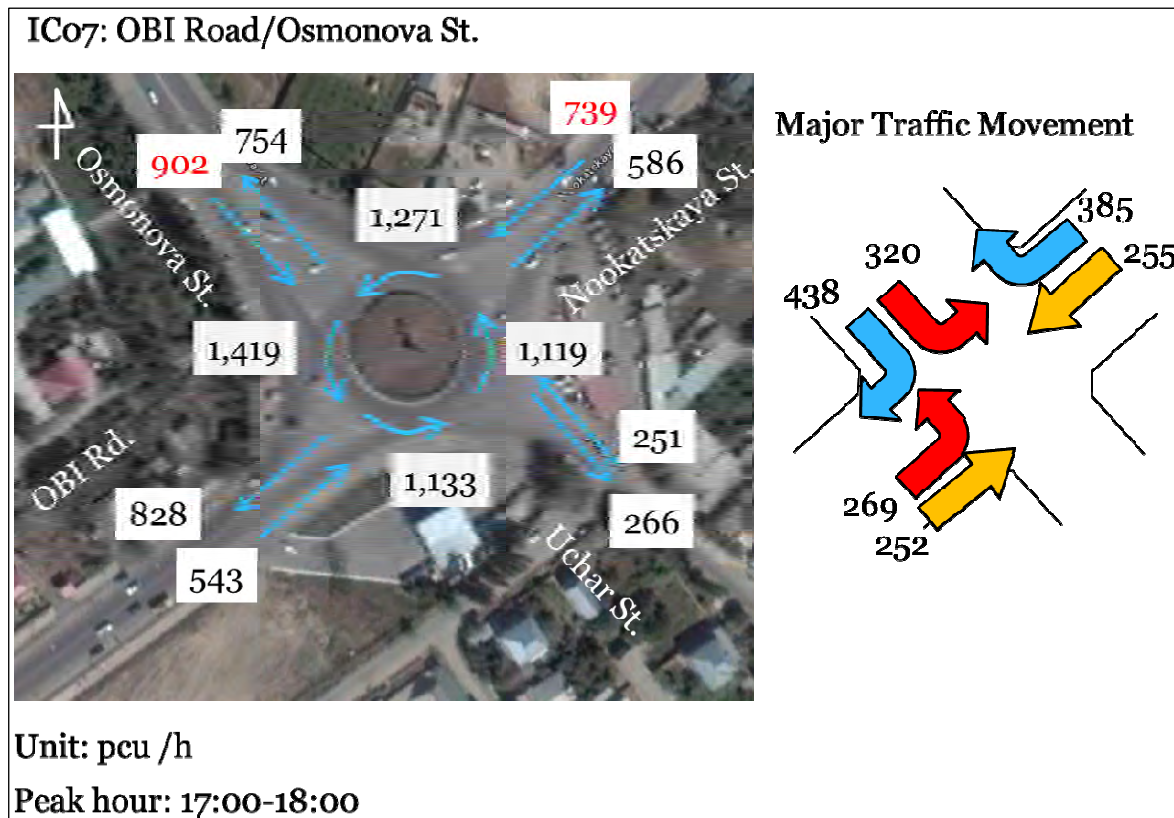 ICo7: OBI Road/Osmonova St.
Major Traffic Movement
739
754
586
902
Osmonova St.
1,271
Nookatskaya St.
1,419
1,119
OBI Rd.
251
1,133
828
266
543
Uchar St.
385
320
255
438
269
252
Unit: pcu /h
Peak hour: 17:00-18:00